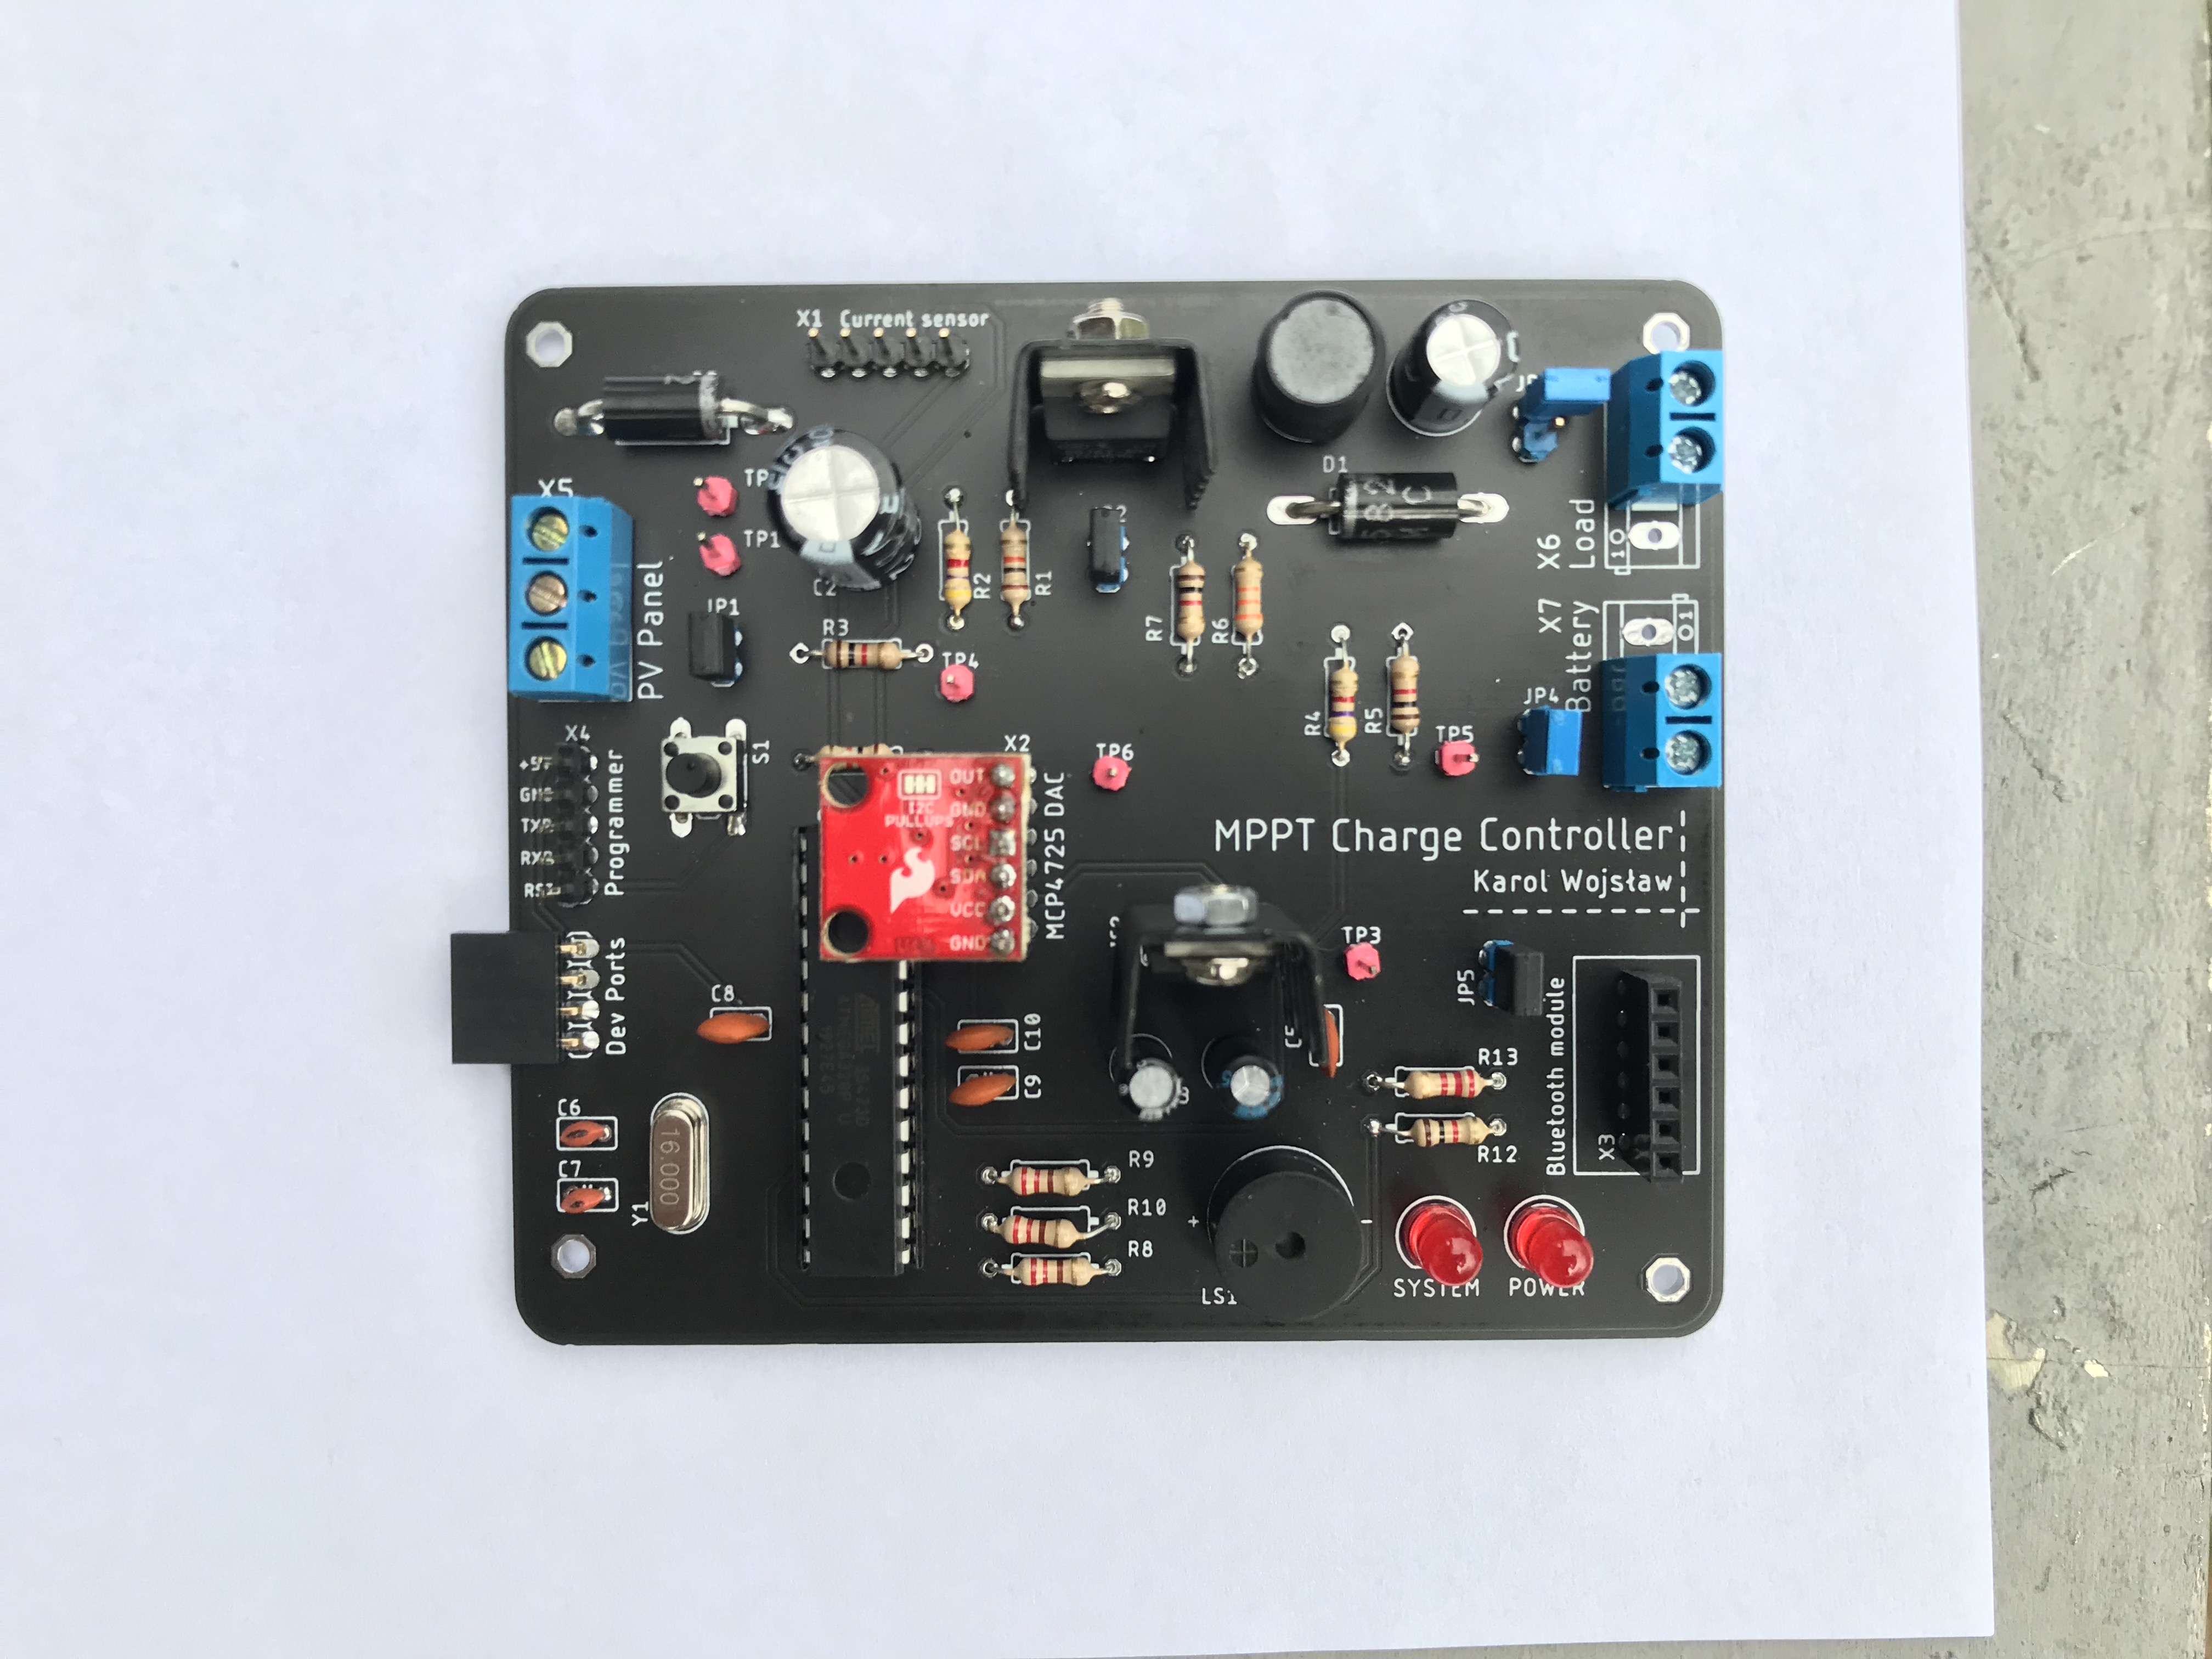 X1 Current sensor
D1
X5
TP1
C2
R2
R1
PV Panel
JP1
R3
TP4
R7
R6
R4
R5
X6
Load
10
X7
Battery
01
TP5
JP4
X4
Programmer
+5V
GND
TXD
RXD
S1
X2
OUT
GND
SCL
SDA
VCC
GND
I2C
PULLUPS
MCP4725 DAC
TP6
MPPT Charge Controller
Karol Wojsław
Dev Ports
C8
C10
C9
TP3
JP5
Bluetooth module
X3
R13
R12
C6
C7
Y1
16.000
R9
R10
R8
+
-
LS1
SYSTEM
POWER